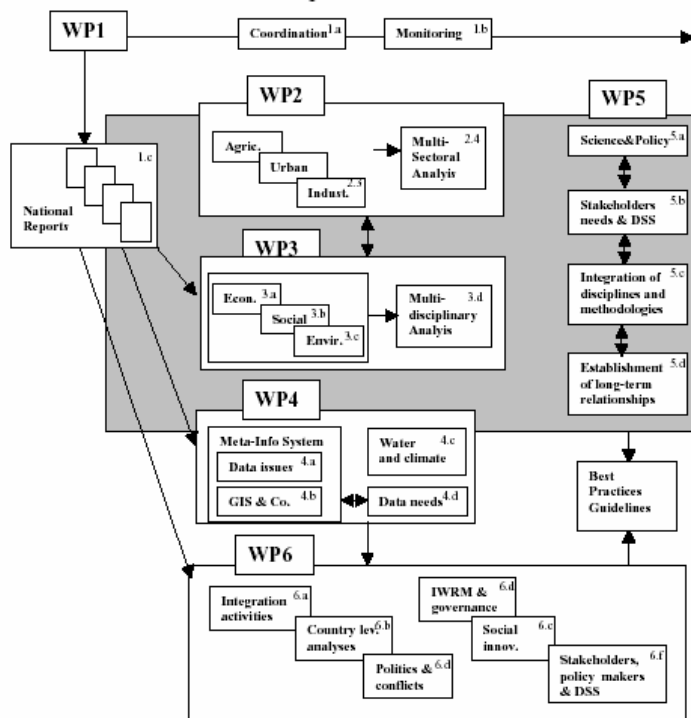 WP1
Coordination 1.a
Monitoring 1.b
WP2
WP5
1.c
National
Reports
Agric.
Urban
Indust. 2.3
Multi- 2.4
Sectoral
Analyis
Science&Policy 5.a
Stakeholders 5.b
needs & DSS
WP3
Econ. 3.a
Social 3.b
Envir. 3.c
Multi- 3.d
disciplinary
Analyis
Integration of 5.c
disciplines and
methodologies
Establishment 5.d
of long-term
relationships
WP4
Meta-Info System
Data issues 4.a
GIS & Co. 4.b
Water 4.c
and climate
Data needs 4.d
Best
Practices
Guidelines
WP6
Integration 6.a
activities
Country lev. 6.b
analyses
Politics & 6.d
conflicts
IWRM & 6.d
governance
Social 6.c
innov.
Stakeholders, 6.f
policy makers
& DSS